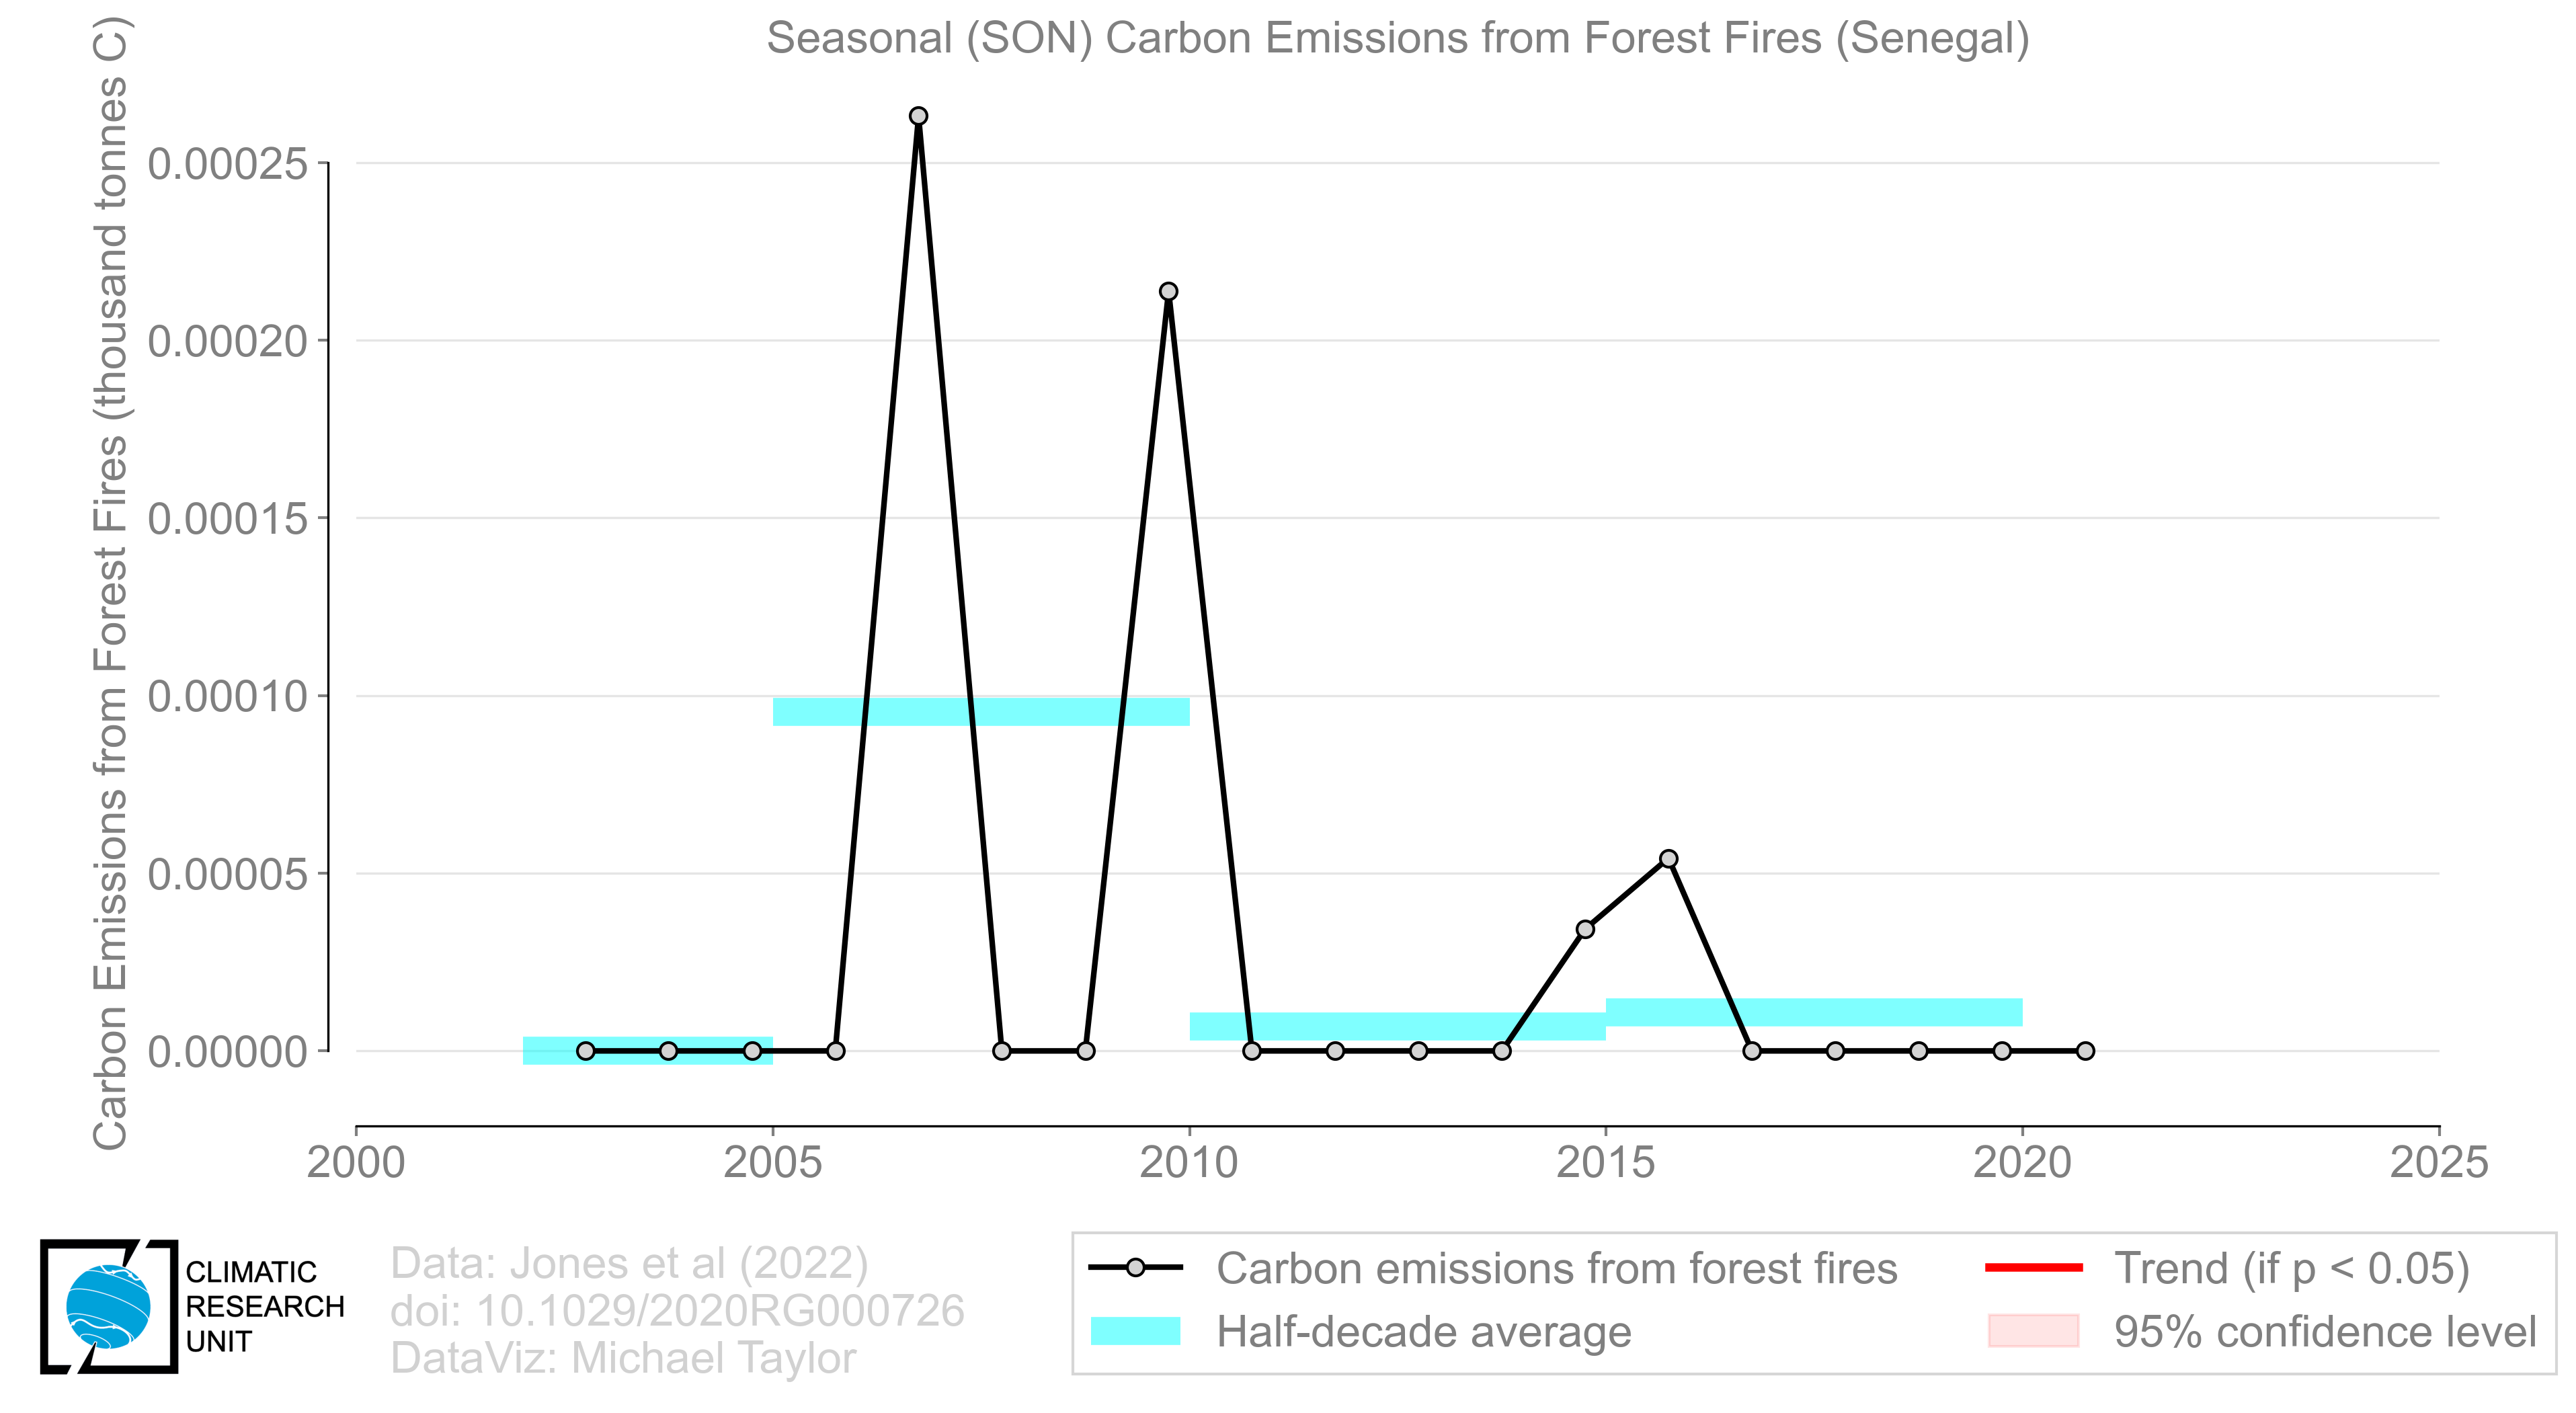 Seasonal (SON) Carbon Emissions from Forest Fires (Senegal)
Carbon Emissions from Forest Fires (thousand tonnes C)
0.00025
0.00020
0.00015
0.00010
0.00005
0.00000
2000 2005 2010 2015 2020 2025
CLIMATIC
RESEARCH
UNIT
Data: Jones et al (2022)
doi: 10.1029/2020RG000726
DataViz: Michael Taylor
Carbon emissions from forest fires
Half-decade average
Trend (if p < 0.05)
95% confidence level